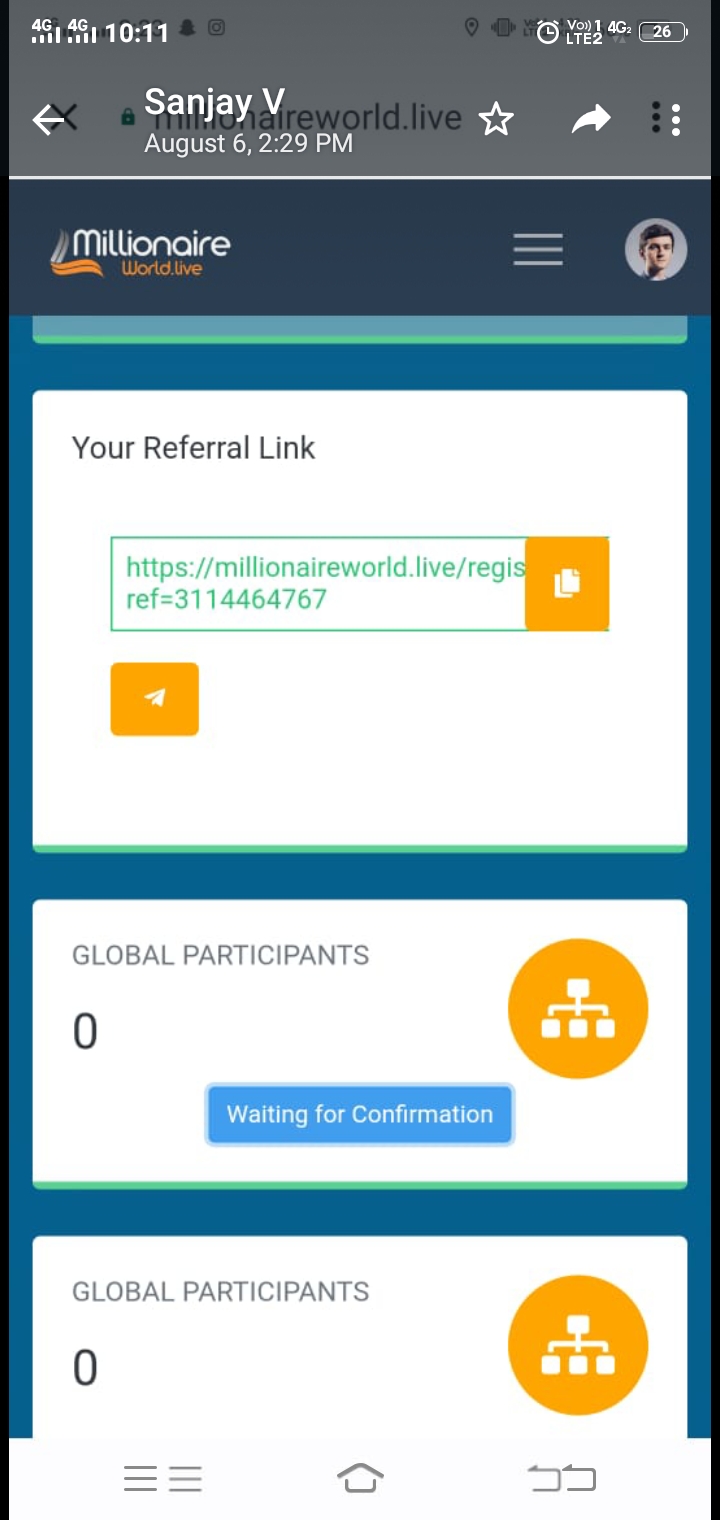 4G 4G 10:11
Vo)) 1 4G2 26
LTE2
Sanjay V
millionaireworld.live
August 6, 2:29 PM
Millionaire
World.live
Your Referral Link
https://millionaireworld.live/regis
ref=3114464767
GLOBAL PARTICIPANTS
0
Waiting for Confirmation
GLOBAL PARTICIPANTS
0